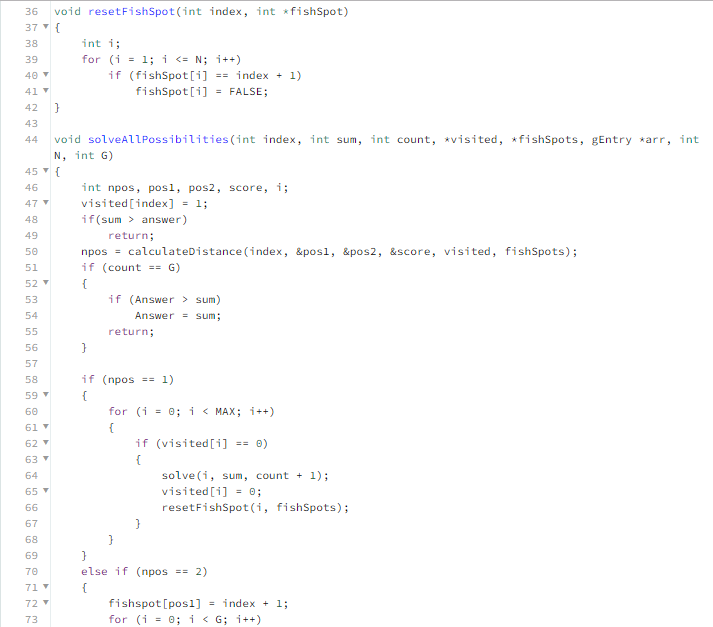 36 void resetFishSpot(int index, int *fishSpot)
37 {
38     int i;
39     for (i = 1; i <= N; i++)
40         if (fishSpot[i] == index + 1)
41             fishSpot[i] = FALSE;
42 }
43
44 void solveAllPossibilities(int index, int sum, int count, *visited, *fishSpots, gEntry *arr, int
N, int G)
45 {
46     int npos, pos1, pos2, score, i;
47     visited[index] = 1;
48     if(sum > answer)
49         return;
50     npos = calculateDistance(index, &pos1, &pos2, &score, visited, fishSpots);
51     if (count == G)
52     {
53         if (Answer > sum)
54             Answer = sum;
55         return;
56     }
57
58     if (npos == 1)
59     {
60         for (i = 0; i < MAX; i++)
61         {
62             if (visited[i] == 0)
63             {
64                 solve(i, sum, count + 1);
65                 visited[i] = 0;
66                 resetFishSpot(i, fishSpots);
67             }
68         }
69     }
70     else if (npos == 2)
71     {
72         fishspot[pos1] = index + 1;
73         for (i = 0; i < G; i++)